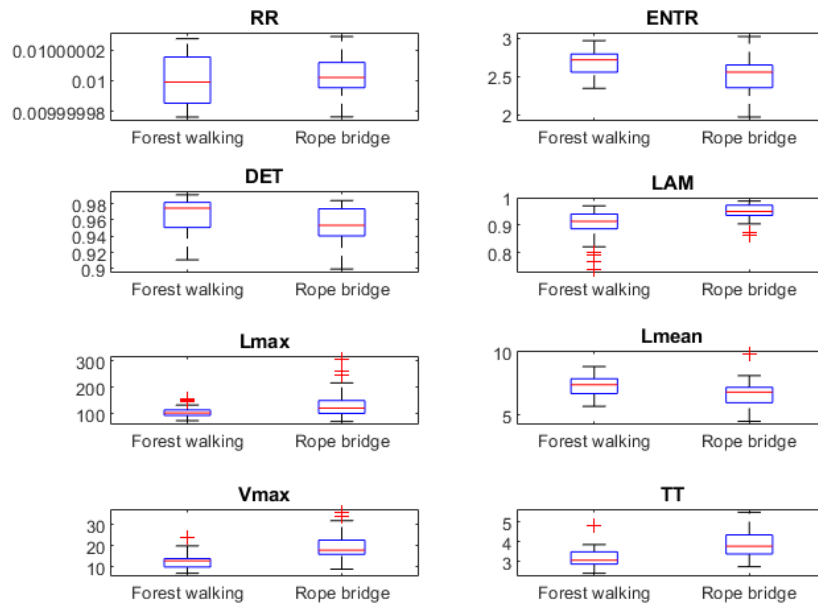 RR
0.01000002
0.01
0.00999998
Forest walking Rope bridge
ENTR
3
2.5
2
Forest walking Rope bridge
DET
0.98
0.96
0.94
0.92
0.9
Forest walking Rope bridge
LAM
1
0.9
0.8
Forest walking Rope bridge
Lmax
300
200
100
Forest walking Rope bridge
Lmean
10
5
Forest walking Rope bridge
Vmax
30
20
10
Forest walking Rope bridge
TT
5
4
3
Forest walking Rope bridge